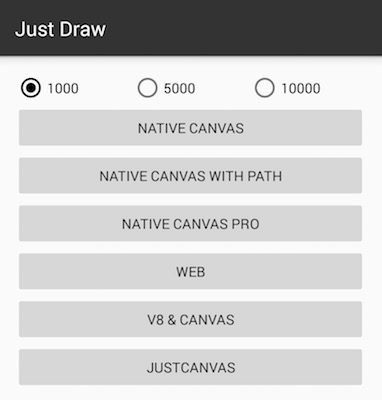 Just Draw
1000 5000 10000
NATIVE CANVAS
NATIVE CANVAS WITH PATH
NATIVE CANVAS PRO
WEB
V8 & CANVAS
JUSTCANVAS